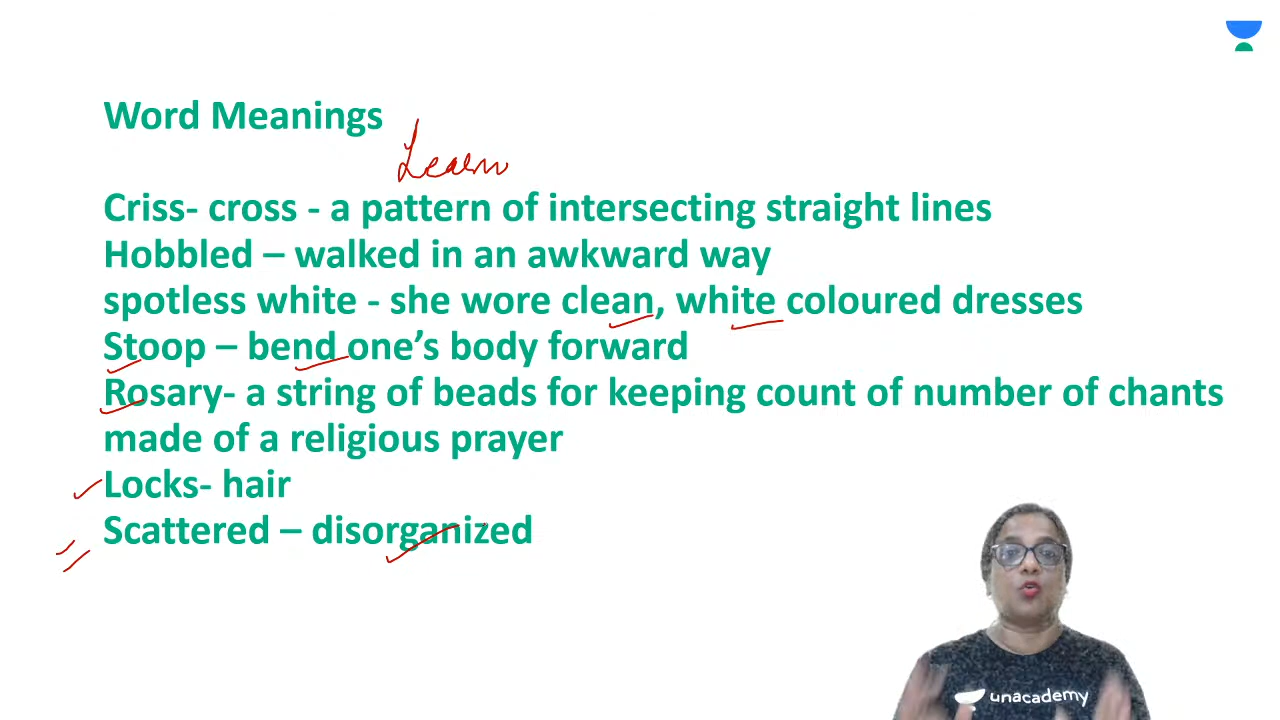 Word Meanings
Learn
Criss- cross - a pattern of intersecting straight lines
Hobbled – walked in an awkward way
spotless white - she wore clean, white coloured dresses
Stoop – bend one’s body forward
Rosary- a string of beads for keeping count of number of chants
made of a religious prayer
Locks- hair
Scattered – disorganized
unacademy